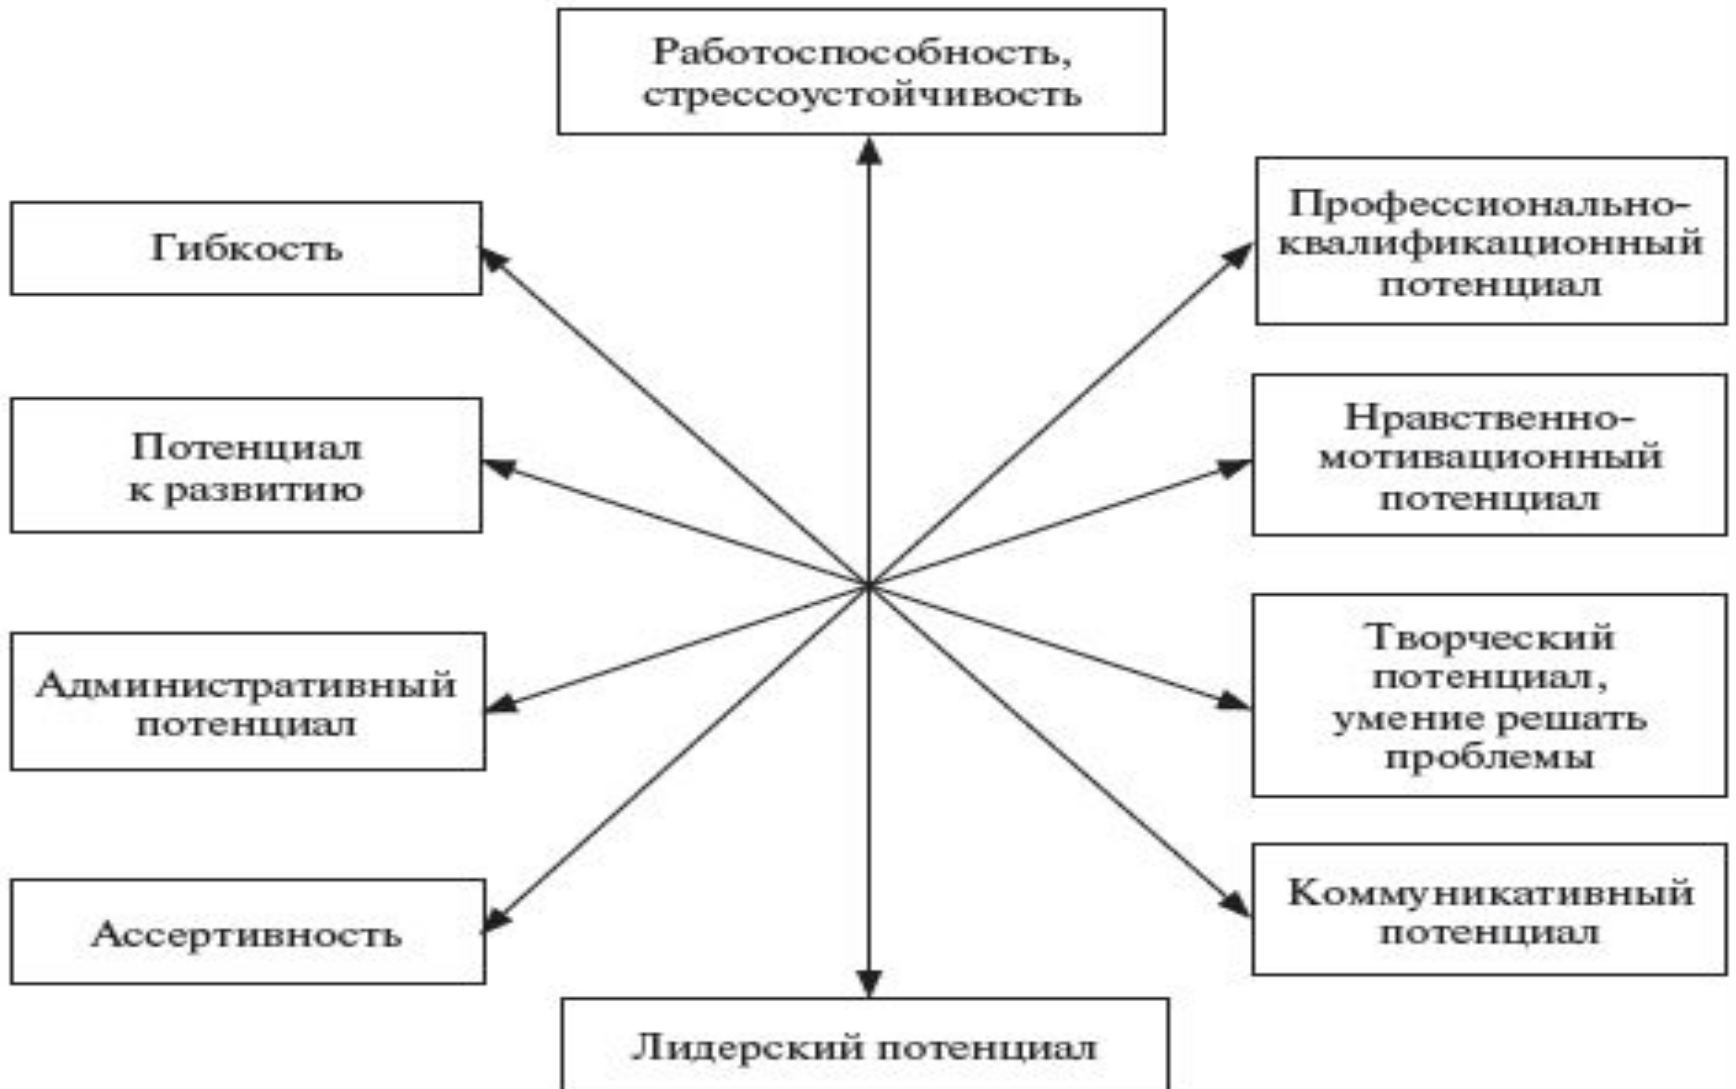 Работоспособность,
стрессоустойчивость
Гибкость
Профессионально-
квалификационный
потенциал
Потенциал
к развитию
Нравственно-
мотивационный
потенциал
Административный
потенциал
Творческий
потенциал,
умение решать
проблемы
Ассертивность
Коммуникативный
потенциал
Лидерский потенциал